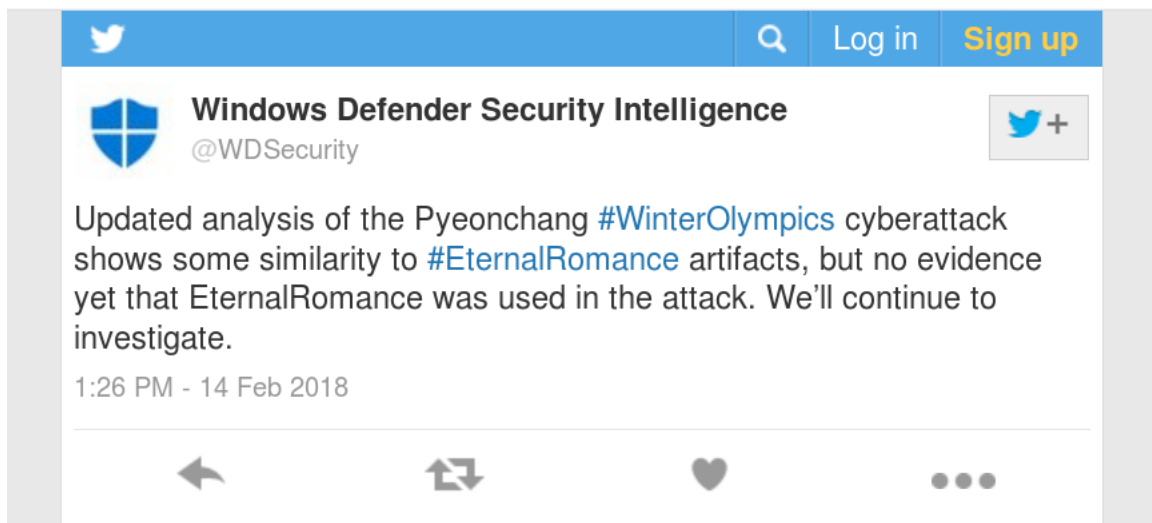 Log in Sign up
Windows Defender Security Intelligence
@WDSecurity
Updated analysis of the Pyeonchang #WinterOlympics cyberattack
shows some similarity to #EternalRomance artifacts, but no evidence
yet that EternalRomance was used in the attack. We’ll continue to
investigate.
1:26 PM - 14 Feb 2018